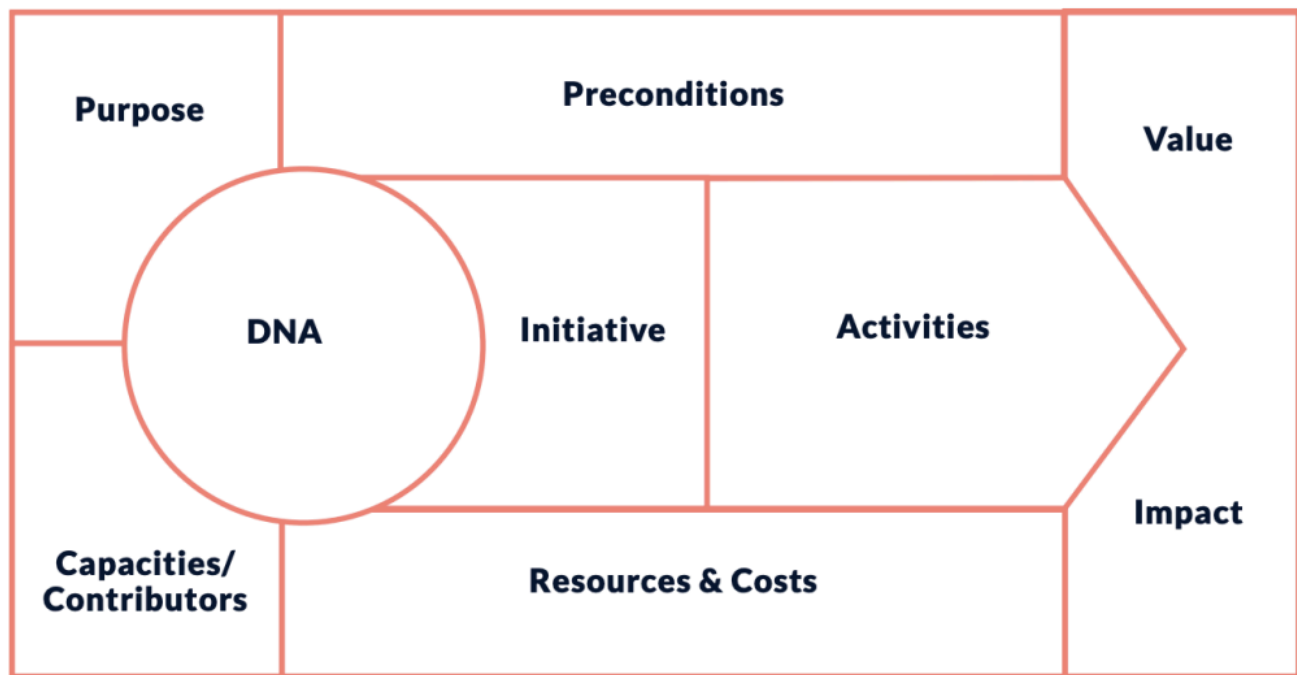 Purpose
Preconditions
Value
DNA
Initiative
Activities
Impact
Capacities/
Contributors
Resources & Costs